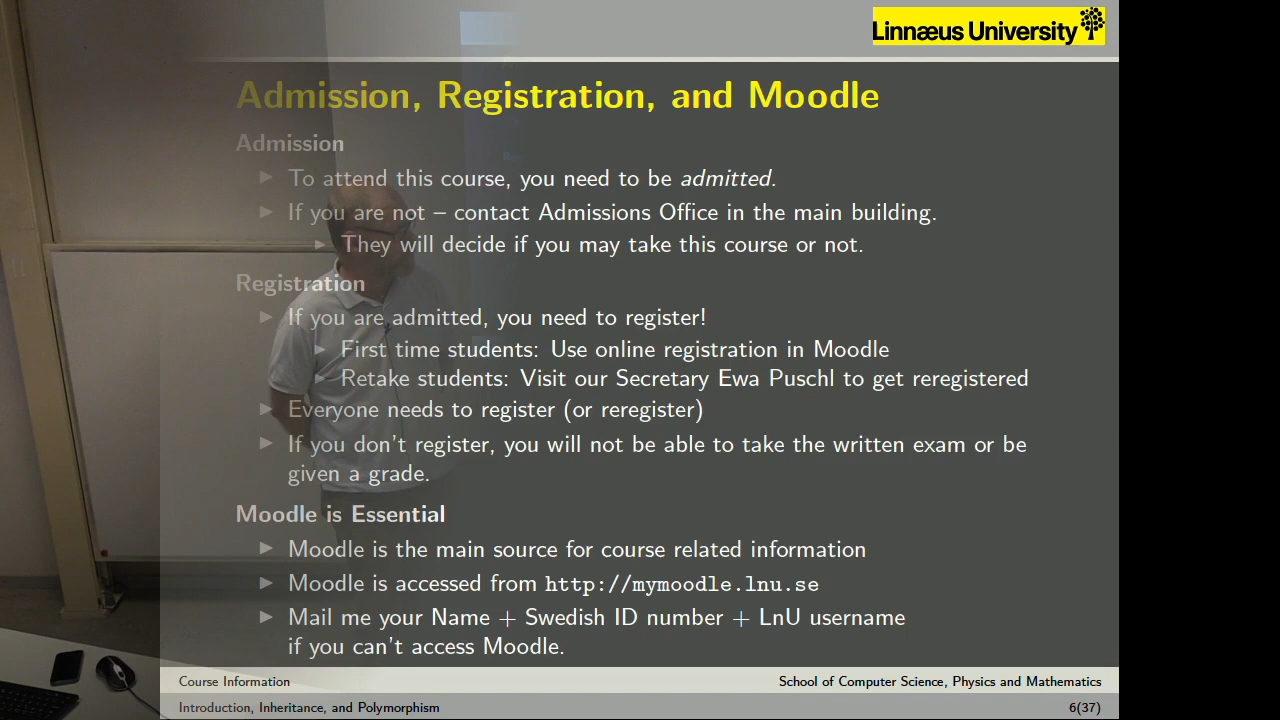 Linnæus University
Admission, Registration, and Moodle
Admission
To attend this course, you need to be admitted.
If you are not – contact Admissions Office in the main building.
They will decide if you may take this course or not.
Registration
If you are admitted, you need to register!
First time students: Use online registration in Moodle
Retake students: Visit our Secretary Ewa Puschl to get reregistered
Everyone needs to register (or reregister)
If you don't register, you will not be able to take the written exam or be
given a grade.
Moodle is Essential
Moodle is the main source for course related information
Moodle is accessed from http://mymoodle.lnu.se
Mail me your Name + Swedish ID number + LnU username
if you can't access Moodle.
Course Information
School of Computer Science, Physics and Mathematics
Introduction, Inheritance, and Polymorphism
6(37)